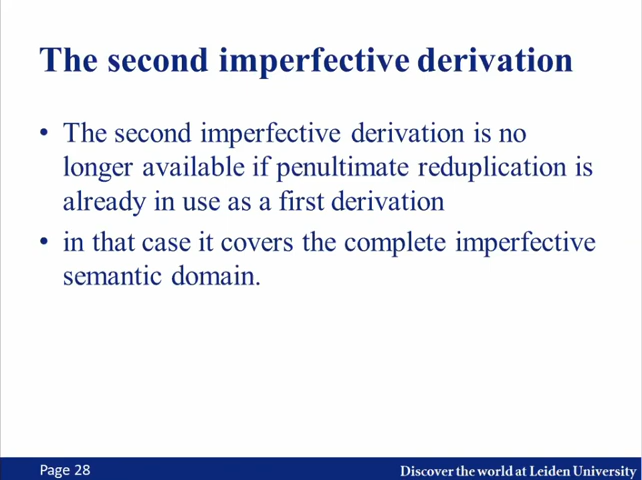 The second imperfective derivation
• The second imperfective derivation is no
longer available if penultimate reduplication is
already in use as a first derivation
• in that case it covers the complete imperfective
semantic domain.
Page 28
Discover the world at Leiden University